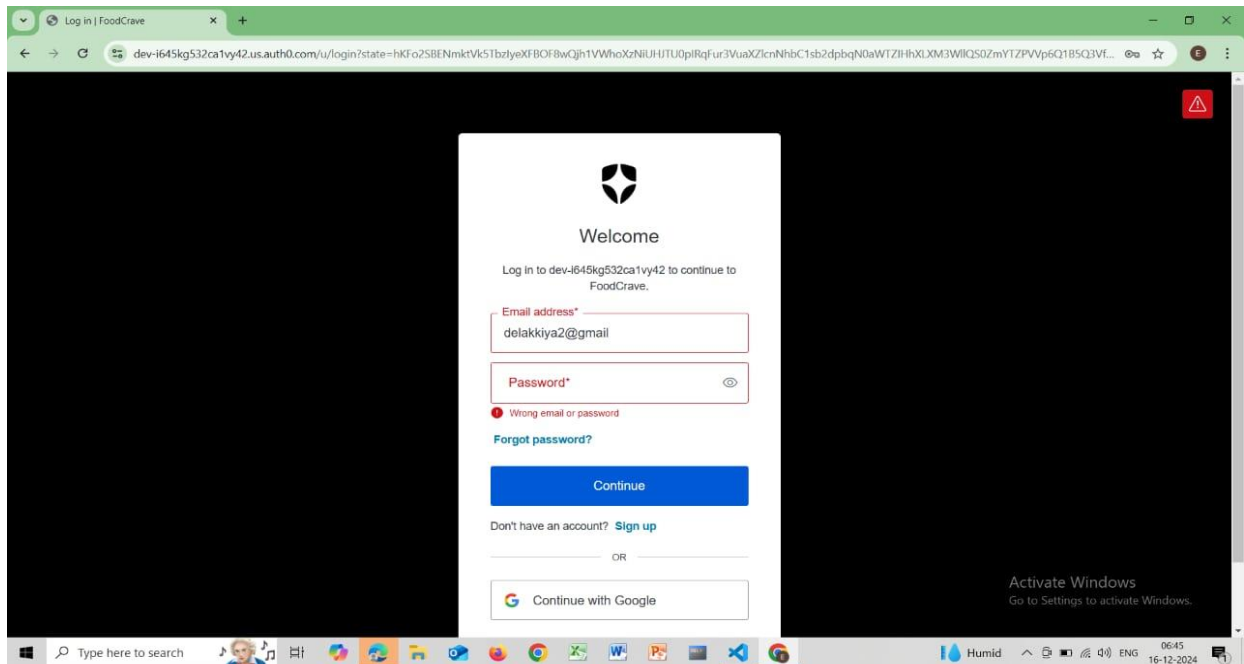 Log in | FoodCrave
dev-i645kg532ca1vy42.us.auth0.com/u/login?state=
Welcome
Log in to dev-i645kg532ca1vy42 to continue to
FoodCrave.
Email address*
delakkiya2@gmail
Password*
Wrong email or password
Forgot password?
Continue
Don't have an account? Sign up
OR
Continue with Google
Activate Windows
Go to Settings to activate Windows.
Type here to search
Humid
ENG
06:45
16-12-2024